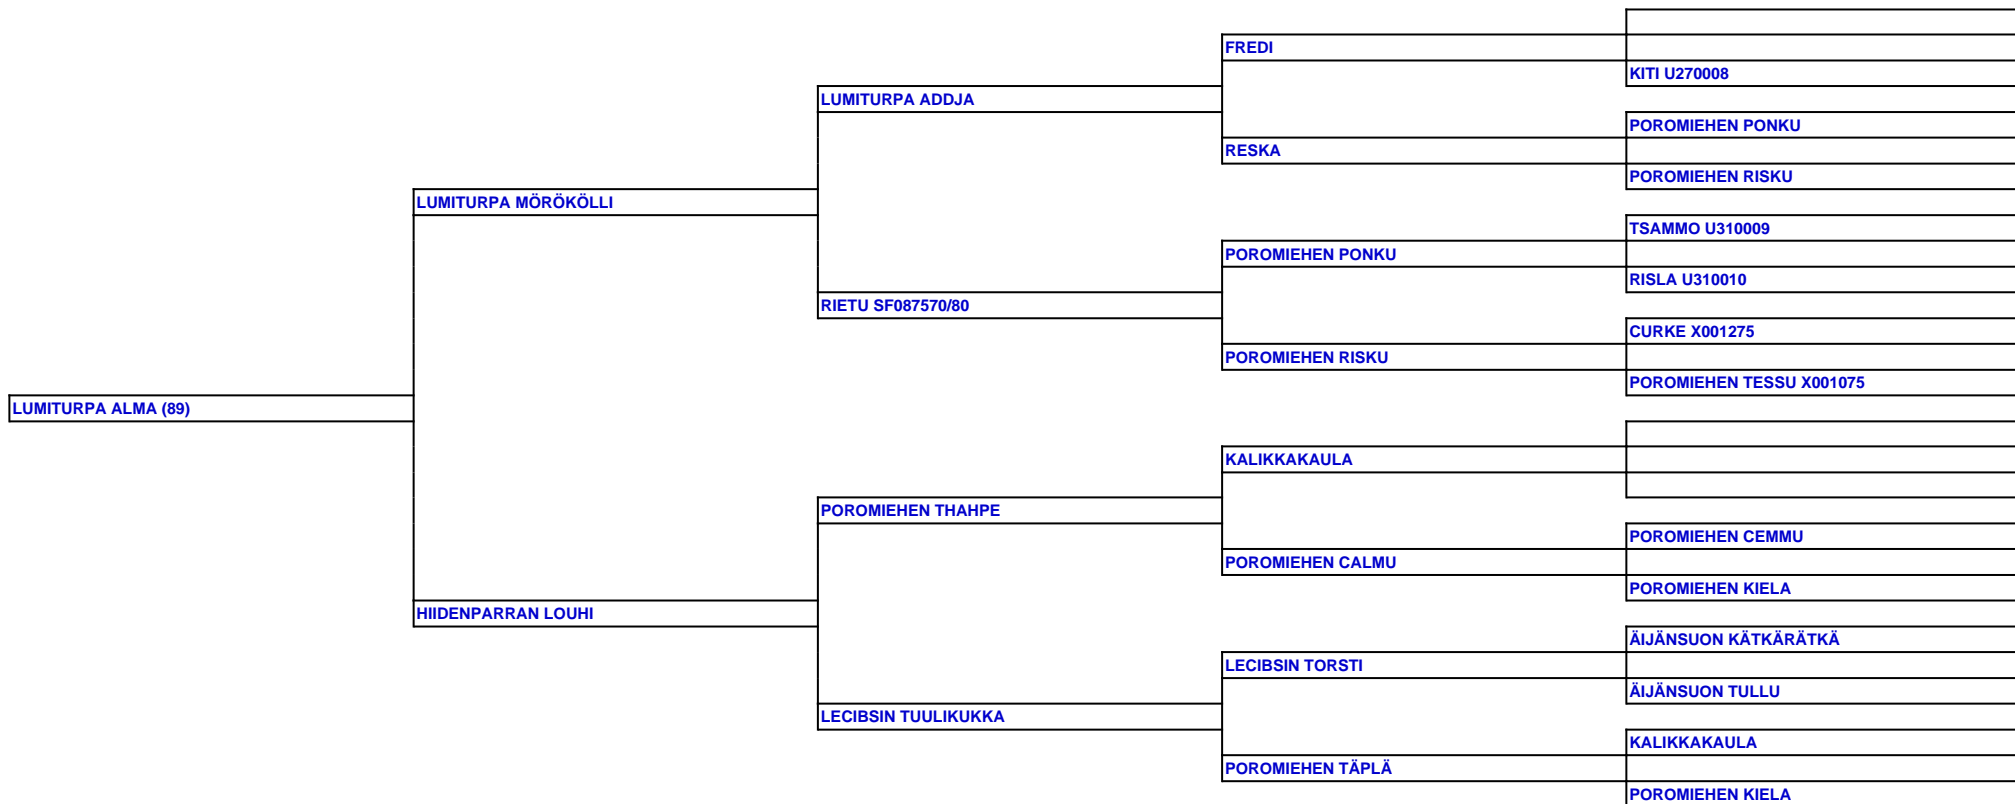 FREDI
KITI U270008
LUMITURPA ADDJA
POROMIEHEN PONKU
RESKA
POROMIEHEN RISKU
LUMITURPA MÖRÖKÖLLI
TSAMMO U310009
POROMIEHEN PONKU
RISLA U310010
RIETU SF087570/80
CURKE X001275
POROMIEHEN RISKU
POROMIEHEN TESSU X001075
LUMITURPA ALMA (89)
KALIKKAKAULA
POROMIEHEN THAHPE
POROMIEHEN CEMMU
POROMIEHEN CALMU
POROMIEHEN KIELA
HIIDENPARRAN LOUHI
ÄIJÄNSUON KÄTKÄRÄTKÄ
LECIBSIN TORSTI
ÄIJÄNSUON TULLU
LECIBSIN TUULIKUKKA
KALIKKAKAULA
POROMIEHEN TÄPLÄ
POROMIEHEN KIELA